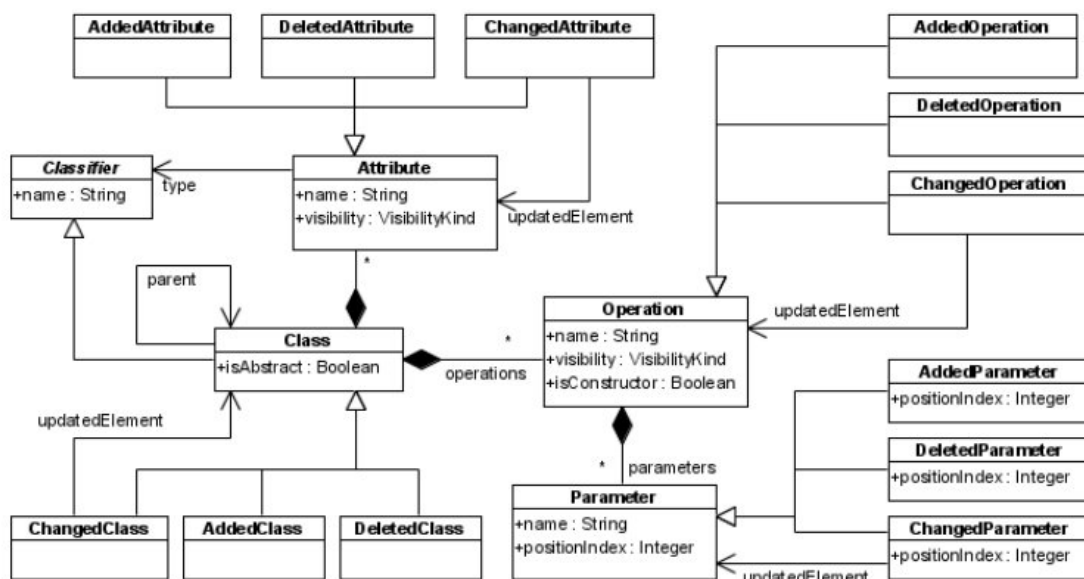 AddedAttribute
DeletedAttribute
ChangedAttribute
AddedOperation
DeletedOperation
ChangedOperation
Classifier
+name : String
type
Attribute
+name : String
+visibility : VisibilityKind
updatedElement
parent
*
Class
+isAbstract : Boolean
*
operations
Operation
+name : String
+visibility : VisibilityKind
+isConstructor : Boolean
updatedElement
updatedElement
*
parameters
AddedParameter
+positionIndex : Integer
DeletedParameter
+positionIndex : Integer
ChangedParameter
+positionIndex : Integer
ChangedClass
AddedClass
DeletedClass
Parameter
+name : String
+positionIndex : Integer
updatedElement